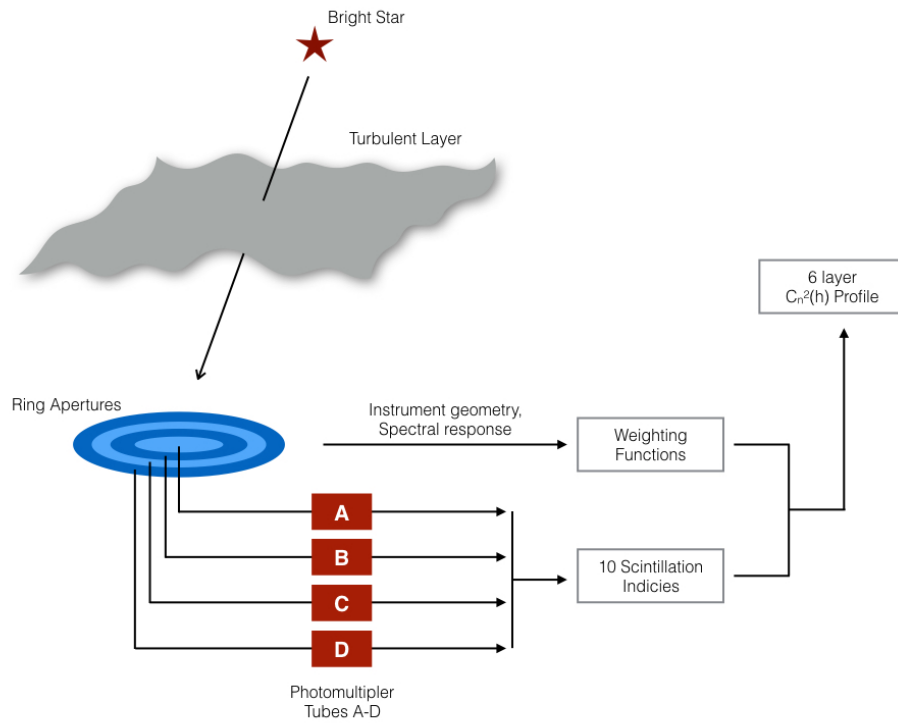 Bright Star
Turbulent Layer
6 layer
Cₙ²(h) Profile
Ring Apertures
Instrument geometry,
Spectral response
Weighting
Functions
A
B
C
D
10 Scintillation
Indicies
Photomultipler
Tubes A-D